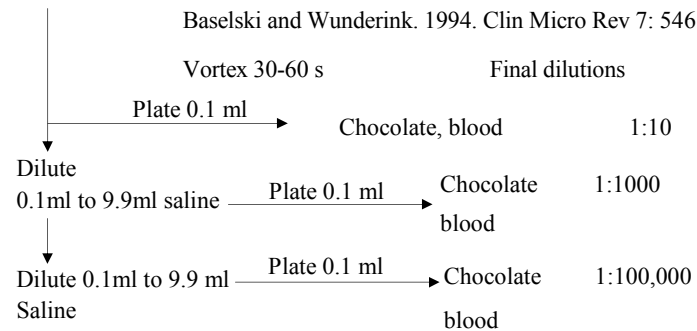 Baselski and Wunderink. 1994. Clin Micro Rev 7: 546
Vortex 30-60 s Final dilutions
Plate 0.1 ml
Chocolate, blood 1:10
Dilute
0.1ml to 9.9ml saline Plate 0.1 ml Chocolate 1:1000
blood
Dilute 0.1ml to 9.9 ml Plate 0.1 ml Chocolate 1:100,000
Saline
blood